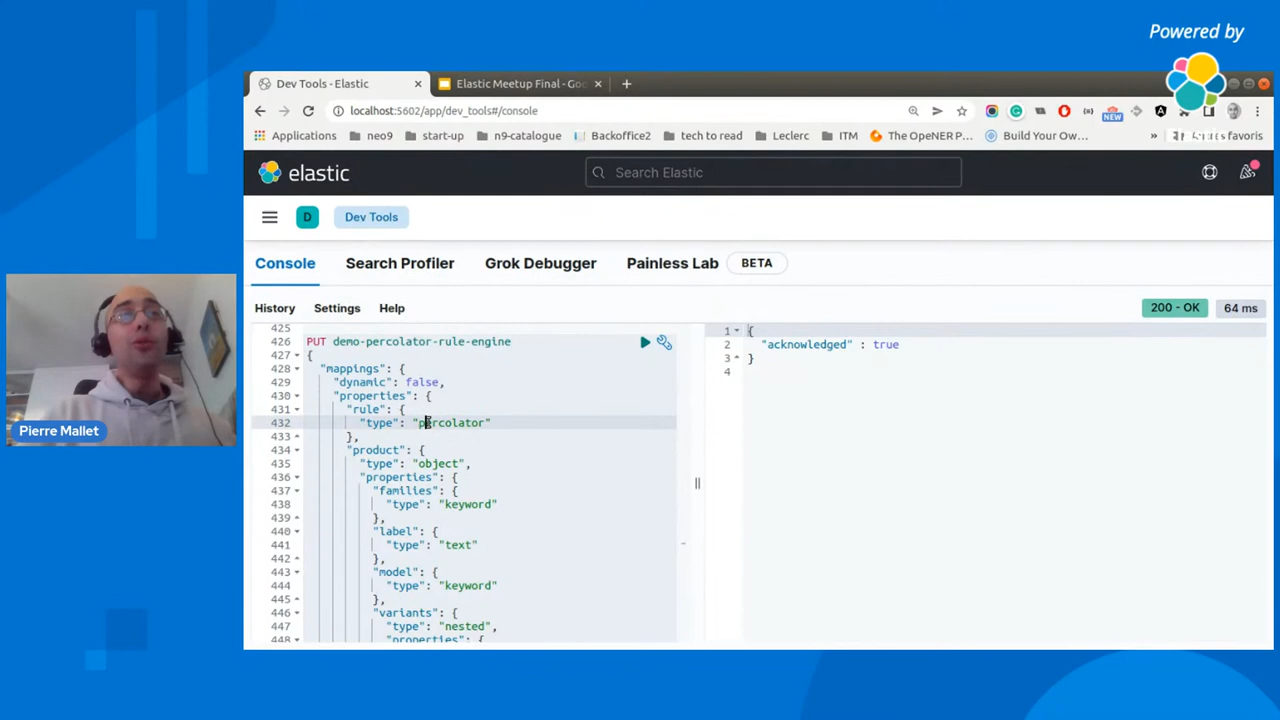 Powered by
Dev Tools - Elastic
Elastic Meetup Final - Goo
localhost:5602/app/dev_tools#/console
NEW
Applications
neo9
start-up
n9-catalogue
Backoffice2
tech to read
Leclerc
ITM
The OpeNER P…
Build Your Ow…
»
favoris
elastic
Search Elastic
D
Dev Tools
Console
Search Profiler
Grok Debugger
Painless Lab
BETA
History
Settings
Help
200 - OK
64 ms
425
426 PUT demo-percolator-rule-engine
427 {
428 "mappings": {
429 "dynamic": false,
430 "properties": {
431 "rule": {
432 "type": "percolator"
433 },
434 "product": {
435 "type": "object",
436 "properties": {
437 "families": {
438 "type": "keyword"
439 },
440 "label": {
441 "type": "text"
442 },
443 "model": {
444 "type": "keyword"
445 },
446 "variants": {
447 "type": "nested",
448 "properties": {
1 {
2 "acknowledged" : true
3 }
4
Pierre Mallet